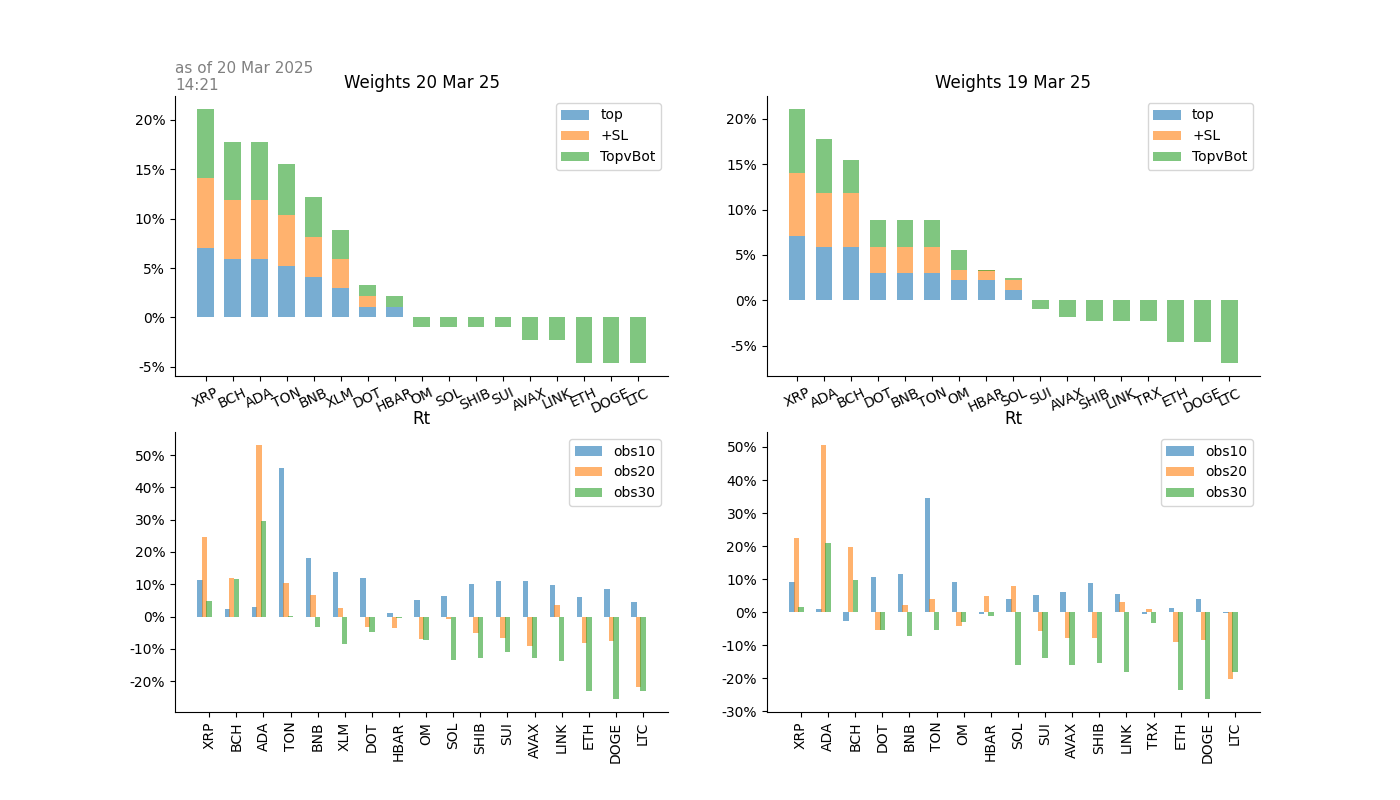 as of 20 Mar 2025
14:21
Weights 20 Mar 25
20%
15%
10%
5%
0%
-5%
top
+SL
TopvBot
XRP BCH ADA TON BNB XLM DOT HBAR OM SOL SHIB SUI AVAX LINK ETH DOGE LTC
Weights 19 Mar 25
20%
15%
10%
5%
0%
-5%
top
+SL
TopvBot
XRP ADA BCH DOT BNB TON OM HBAR SOL SUI AVAX SHIB LINK TRX ETH DOGE LTC
Rt
50%
40%
30%
20%
10%
0%
-10%
-20%
obs10
obs20
obs30
XRP BCH ADA TON BNB XLM DOT HBAR OM SOL SHIB SUI AVAX LINK ETH DOGE LTC
Rt
50%
40%
30%
20%
10%
0%
-10%
-20%
-30%
obs10
obs20
obs30
XRP ADA BCH DOT BNB TON OM HBAR SOL SUI AVAX SHIB LINK TRX ETH DOGE LTC